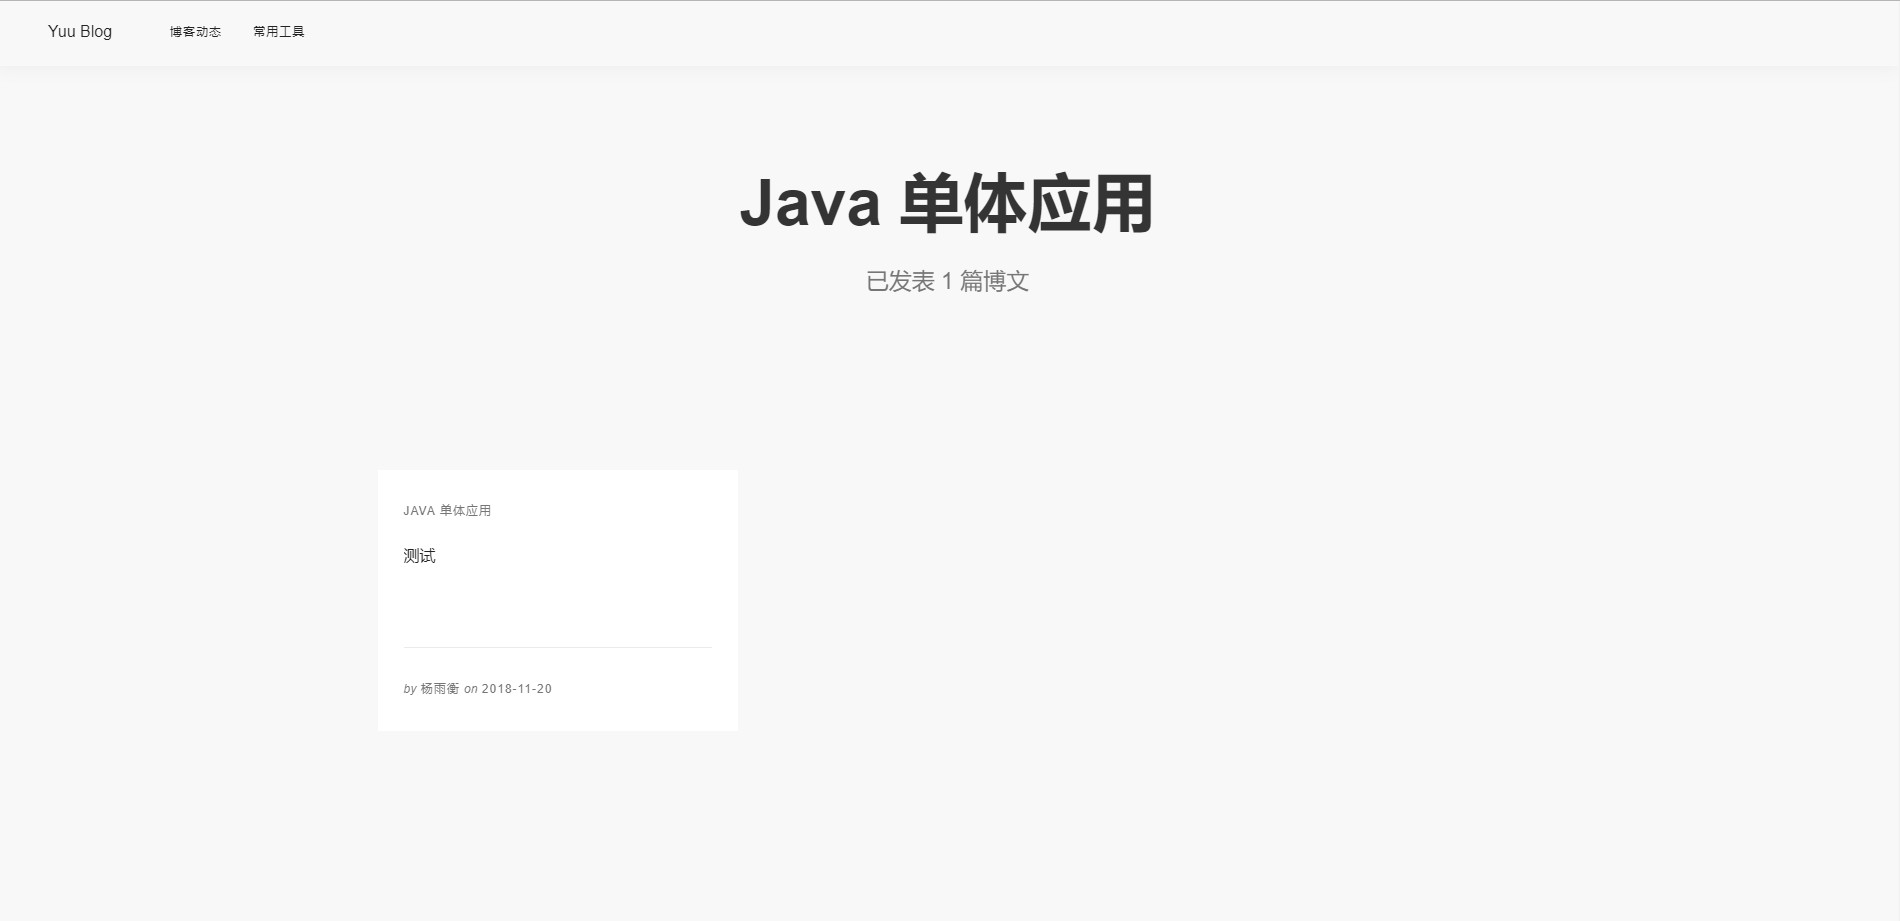 Yuu Blog 博客动态 常用工具
Java 单体应用
已发表 1 篇博文
JAVA 单体应用
测试
by 杨雨衡 on 2018-11-20